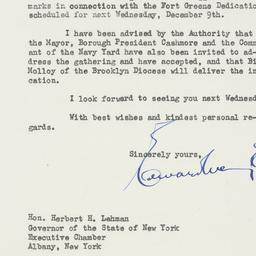 marks in connection with the Fort Greene Dedicatio
scheduled for next Wednesday, December 9th.
I have been advised by the Authority that
the Mayor, Borough President Cashmore and the Comm
ant of the Navy Yard have also been invited to ad-
dress the gathering and have accepted, and that Bi
Molloy of the Brooklyn Diocese will deliver the in
cation.
I look forward to seeing you next Wednesd
With best wishes and kindest personal re-
gards.
Sincerely yours,
Hon. Herbert H. Lehman
Governor of the State of New York
Executive Chamber
Albany, New York